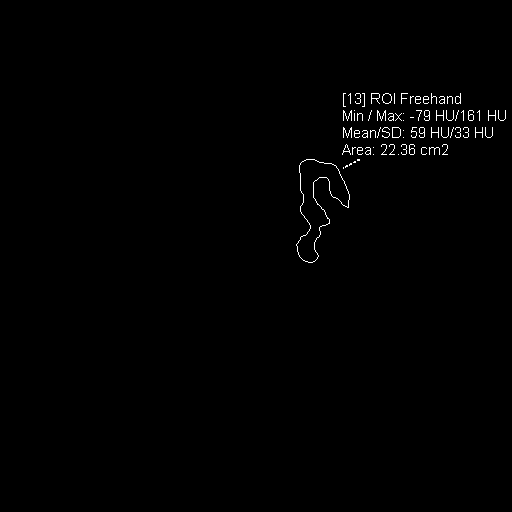 [13] ROI Freehand
Min / Max: -79 HU/161 HU
Mean/SD: 59 HU/33 HU
Area: 22.36 cm2